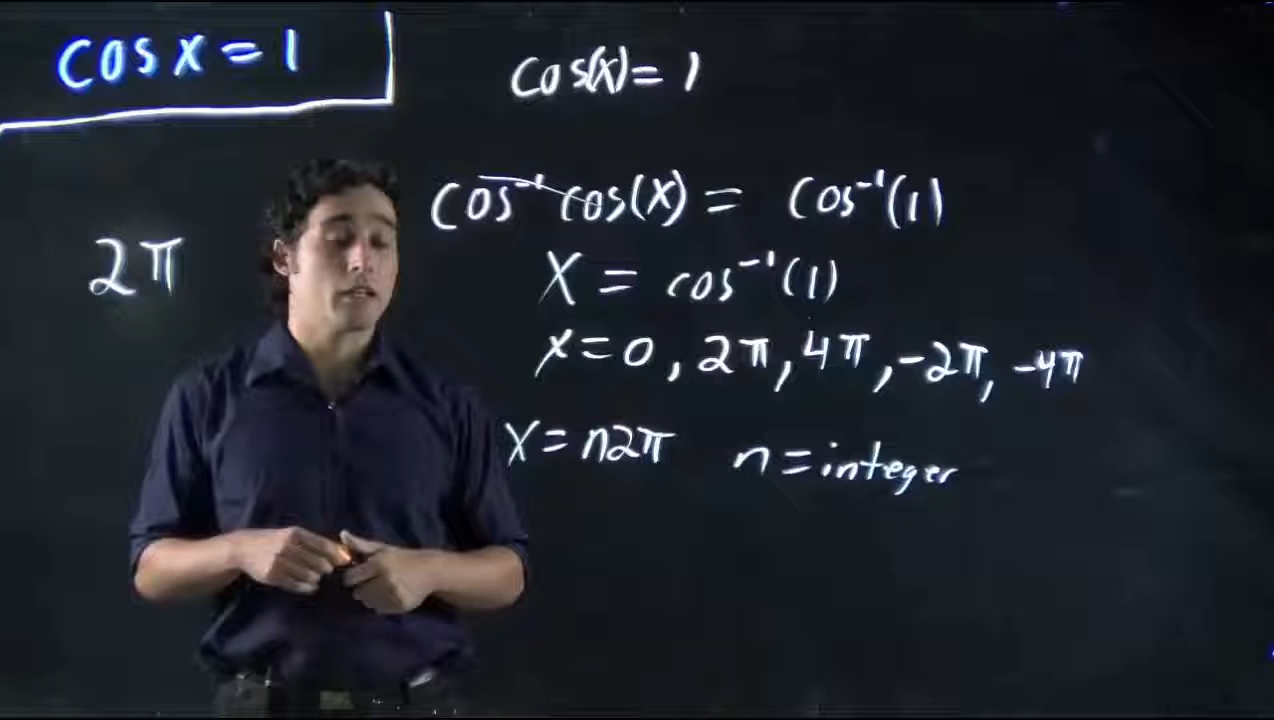 cos x = 1
cos(x) = 1
cos⁻¹ cos(x) = cos⁻¹(1)
2π
x = cos⁻¹(1)
x = 0, 2π, 4π, -2π, -4π
x = n2π n = integer